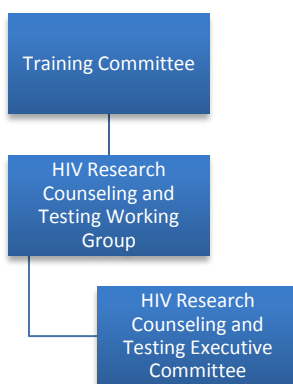 Training Committee
HIV Research
Counseling and
Testing Working
Group
HIV Research
Counseling and
Testing Executive
Committee